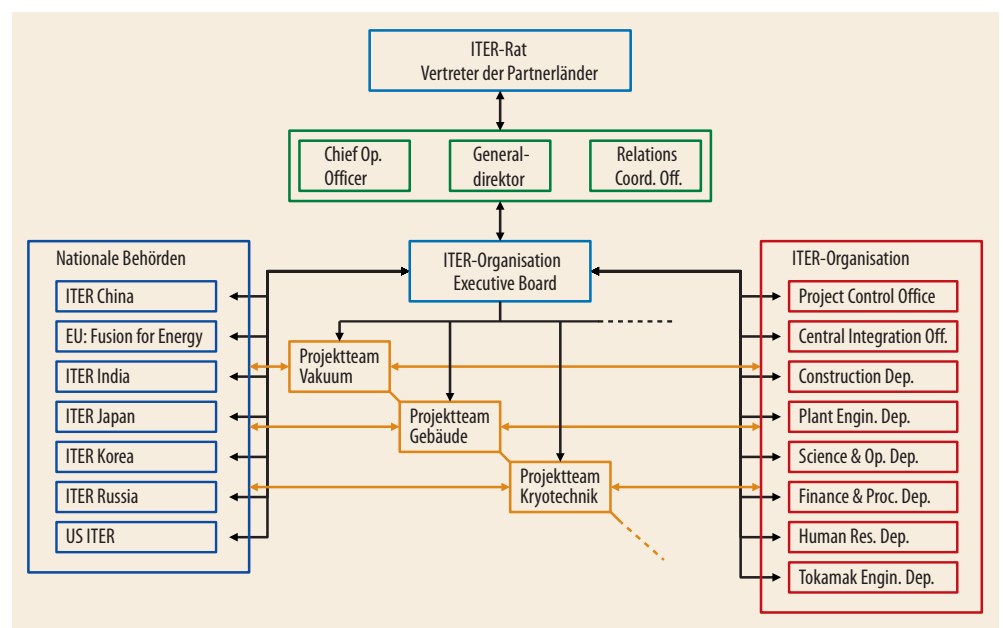 ITER-Rat
Vertreter der Partnerländer
Chief Op.
Officer
General-
direktor
Relations
Coord. Off.
Nationale Behörden
ITER China
EU: Fusion for Energy
ITER India
ITER Japan
ITER Korea
ITER Russia
US ITER
ITER-Organisation
Executive Board
Projektteam
Vakuum
Projektteam
Gebäude
Projektteam
Kryotechnik
ITER-Organisation
Project Control Office
Central Integration Off.
Construction Dep.
Plant Engin. Dep.
Science & Op. Dep.
Finance & Proc. Dep.
Human Res. Dep.
Tokamak Engin. Dep.